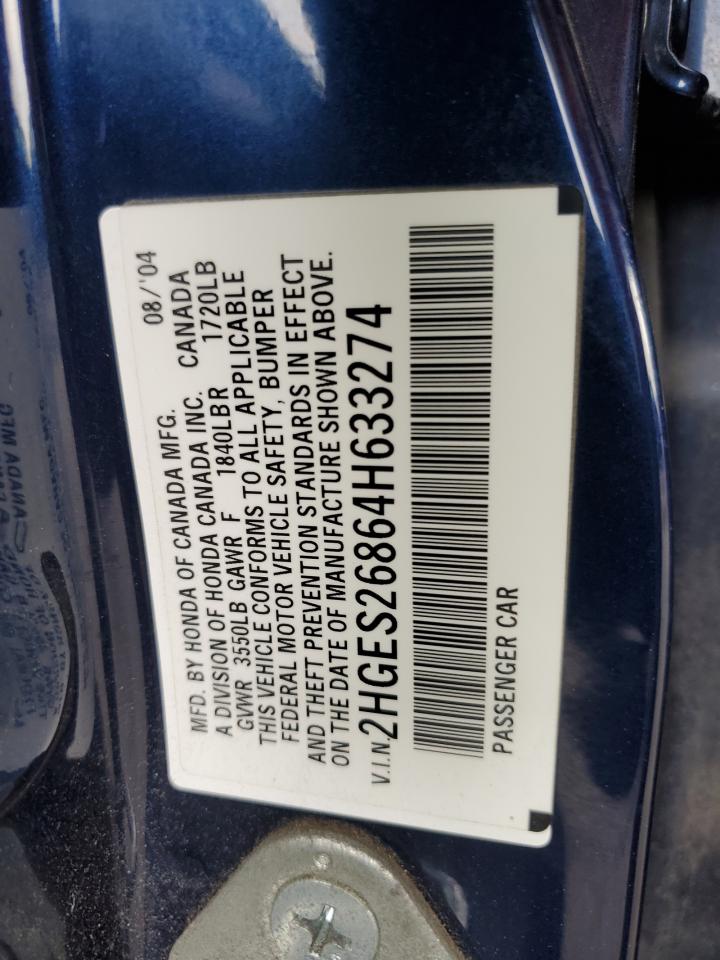 MFD. BY HONDA OF CANADA MFG. 08/'04
A DIVISION OF HONDA CANADA INC. CANADA
GVWR 3550LB GAWR F 1840LBR 1720LB
THIS VEHICLE CONFORMS TO ALL APPLICABLE
FEDERAL MOTOR VEHICLE SAFETY, BUMPER
AND THEFT PREVENTION STANDARDS IN EFFECT
ON THE DATE OF MANUFACTURE SHOWN ABOVE.
V.I.N. 2HGES26864H633274
PASSENGER CAR